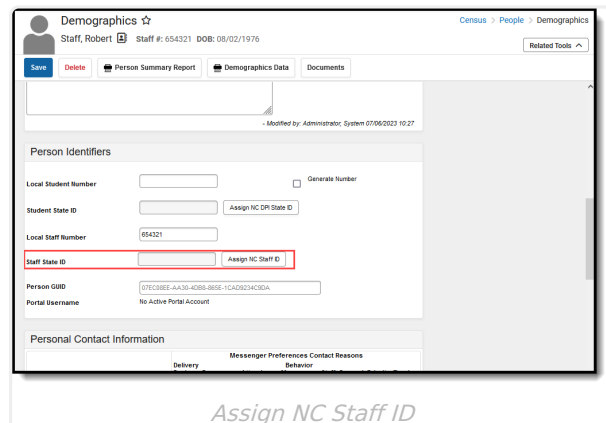 Demographics ☆
Census > People > Demographics
Staff, Robert Staff #: 654321 DOB: 08/02/1976
Related Tools
Save Delete Person Summary Report Demographics Data Documents
- Modified by: Administrator, System 07/06/2023 10:27
Person Identifiers
Local Student Number Generate Number
Student State ID Assign NC DPI State ID
Local Staff Number 654321
Staff State ID Assign NC Staff ID
Person GUID 07EC08EE-AA30-4DB8-865E-1CAD9234C9DA
Portal Username No Active Portal Account
Personal Contact Information
Messenger Preferences Contact Reasons
Delivery Behavior
Assign NC Staff ID